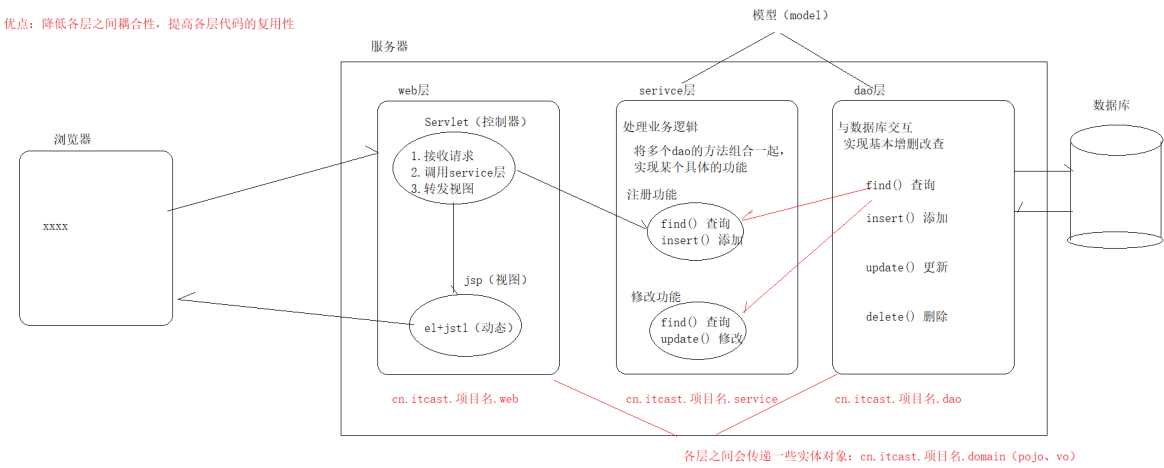 优点：降低各层之间耦合性，提高各层代码的复用性
模型（model）
服务器
web层
serivce层
dao层
数据库
浏览器
xxxx
Servlet（控制器）
1.接收请求
2.调用service层
3.转发视图
jsp（视图）
el+jstl（动态）
处理业务逻辑
将多个dao的方法组合一起，
实现某个具体的功能
注册功能
find() 查询
insert() 添加
修改功能
find() 查询
update() 修改
与数据库交互
实现基本增删改查
find() 查询
insert() 添加
update() 更新
delete() 删除
cn.itcast.项目名.web
cn.itcast.项目名.service
cn.itcast.项目名.dao
各层之间会传递一些实体对象：cn.itcast.项目名.domain（pojo、vo）